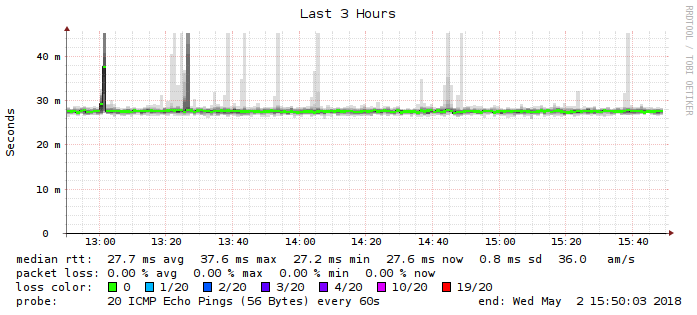 Last 3 Hours
RRDTOOL / TOBI OETIKER
Seconds
40 m
30 m
20 m
10 m
0
13:00 13:20 13:40 14:00 14:20 14:40 15:00 15:20 15:40
median rtt: 27.7 ms avg 37.6 ms max 27.2 ms min 27.6 ms now 0.8 ms sd 36.0 am/s
packet loss: 0.00 % avg 0.00 % max 0.00 % min 0.00 % now
loss color: 0 1/20 2/20 3/20 4/20 10/20 19/20
probe: 20 ICMP Echo Pings (56 Bytes) every 60s end: Wed May 2 15:50:03 2018